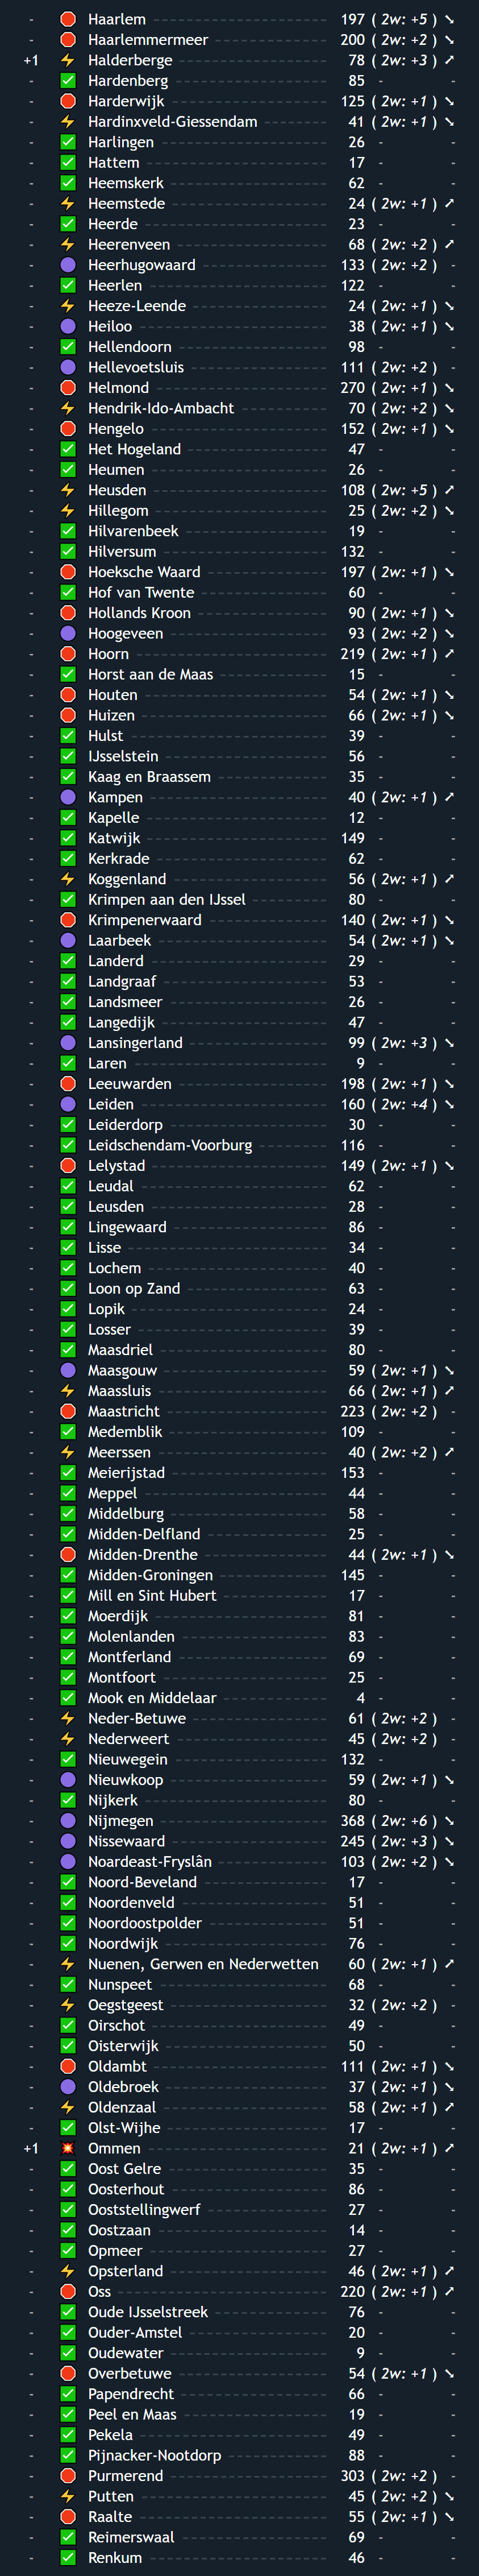 - 🛑 Haarlem 197 ( 2w: +5 ) ↘
- 🛑 Haarlemmermeer 200 ( 2w: +2 ) ↘
+1 ⚡ Halderberge 78 ( 2w: +3 ) ↗
- ✅ Hardenberg 85 - -
- 🛑 Harderwijk 125 ( 2w: +1 ) ↘
- ⚡ Hardinxveld-Giessendam 41 ( 2w: +1 ) ↘
- ✅ Harlingen 26 - -
- ✅ Hattem 17 - -
- ✅ Heemskerk 62 - -
- ⚡ Heemstede 24 ( 2w: +1 ) ↗
- ✅ Heerde 23 - -
- ⚡ Heerenveen 68 ( 2w: +2 ) ↗
- 🟣 Heerhugowaard 133 ( 2w: +2 ) -
- ✅ Heerlen 122 - -
- ⚡ Heeze-Leende 24 ( 2w: +1 ) ↘
- 🟣 Heiloo 38 ( 2w: +1 ) ↘
- ✅ Hellendoorn 98 - -
- 🟣 Hellevoetsluis 111 ( 2w: +2 ) -
- 🛑 Helmond 270 ( 2w: +1 ) ↘
- ⚡ Hendrik-Ido-Ambacht 70 ( 2w: +2 ) ↘
- 🛑 Hengelo 152 ( 2w: +1 ) ↘
- ✅ Het Hogeland 47 - -
- ✅ Heumen 26 - -
- ⚡ Heusden 108 ( 2w: +5 ) ↗
- ⚡ Hillegom 25 ( 2w: +2 ) ↘
- ✅ Hilvarenbeek 19 - -
- ✅ Hilversum 132 - -
- 🛑 Hoeksche Waard 197 ( 2w: +1 ) ↘
- ✅ Hof van Twente 60 - -
- 🛑 Hollands Kroon 90 ( 2w: +1 ) ↘
- 🟣 Hoogeveen 93 ( 2w: +2 ) ↘
- 🛑 Hoorn 219 ( 2w: +1 ) ↗
- ✅ Horst aan de Maas 15 - -
- 🛑 Houten 54 ( 2w: +1 ) ↘
- 🛑 Huizen 66 ( 2w: +1 ) ↘
- ✅ Hulst 39 - -
- ✅ IJsselstein 56 - -
- ✅ Kaag en Braassem 35 - -
- 🟣 Kampen 40 ( 2w: +1 ) ↗
- ✅ Kapelle 12 - -
- ✅ Katwijk 149 - -
- ✅ Kerkrade 62 - -
- ⚡ Koggenland 56 ( 2w: +1 ) ↗
- ✅ Krimpen aan den IJssel 80 - -
- 🛑 Krimpenerwaard 140 ( 2w: +1 ) ↘
- 🟣 Laarbeek 54 ( 2w: +1 ) ↘
- ✅ Landerd 29 - -
- ✅ Landgraaf 53 - -
- ✅ Landsmeer 26 - -
- ✅ Langedijk 47 - -
- 🟣 Lansingerland 99 ( 2w: +3 ) ↘
- ✅ Laren 9 - -
- 🛑 Leeuwarden 198 ( 2w: +1 ) ↘
- 🟣 Leiden 160 ( 2w: +4 ) ↘
- ✅ Leiderdorp 30 - -
- ✅ Leidschendam-Voorburg 116 - -
- 🛑 Lelystad 149 ( 2w: +1 ) ↘
- ✅ Leudal 62 - -
- ✅ Leusden 28 - -
- ✅ Lingewaard 86 - -
- ✅ Lisse 34 - -
- ✅ Lochem 40 - -
- ✅ Loon op Zand 63 - -
- ✅ Lopik 24 - -
- ✅ Losser 39 - -
- ✅ Maasdriel 80 - -
- 🟣 Maasgouw 59 ( 2w: +1 ) ↘
- ⚡ Maassluis 66 ( 2w: +1 ) ↗
- 🛑 Maastricht 223 ( 2w: +2 ) -
- ✅ Medemblik 109 - -
- ⚡ Meerssen 40 ( 2w: +2 ) ↗
- ✅ Meierijstad 153 - -
- ✅ Meppel 44 - -
- ✅ Middelburg 58 - -
- ✅ Midden-Delfland 25 - -
- 🛑 Midden-Drenthe 44 ( 2w: +1 ) ↘
- ✅ Midden-Groningen 145 - -
- ✅ Mill en Sint Hubert 17 - -
- ✅ Moerdijk 81 - -
- ✅ Molenlanden 83 - -
- ✅ Montferland 69 - -
- ✅ Montfoort 25 - -
- ✅ Mook en Middelaar 4 - -
- ⚡ Neder-Betuwe 61 ( 2w: +2 ) -
- ⚡ Nederweert 45 ( 2w: +2 ) -
- ✅ Nieuwegein 132 - -
- 🟣 Nieuwkoop 59 ( 2w: +1 ) ↘
- ✅ Nijkerk 80 - -
- 🟣 Nijmegen 368 ( 2w: +6 ) ↘
- 🟣 Nissewaard 245 ( 2w: +3 ) ↘
- 🟣 Noardeast-Fryslân 103 ( 2w: +2 ) ↘
- ✅ Noord-Beveland 17 - -
- ✅ Noordenveld 51 - -
- ✅ Noordoostpolder 51 - -
- ✅ Noordwijk 76 - -
- ⚡ Nuenen, Gerwen en Nederwetten 60 ( 2w: +1 ) ↗
- ✅ Nunspeet 68 - -
- ⚡ Oegstgeest 32 ( 2w: +2 ) -
- ✅ Oirschot 49 - -
- ✅ Oisterwijk 50 - -
- 🛑 Oldambt 111 ( 2w: +1 ) ↘
- 🟣 Oldebroek 37 ( 2w: +1 ) ↘
- ⚡ Oldenzaal 58 ( 2w: +1 ) ↗
- ✅ Olst-Wijhe 17 - -
+1 💥 Ommen 21 ( 2w: +1 ) ↗
- ✅ Oost Gelre 35 - -
- ✅ Oosterhout 86 - -
- ✅ Ooststellingwerf 27 - -
- ✅ Oostzaan 14 - -
- ✅ Opmeer 27 - -
- ⚡ Opsterland 46 ( 2w: +1 ) ↗
- 🛑 Oss 220 ( 2w: +1 ) ↗
- ✅ Oude IJsselstreek 76 - -
- ✅ Ouder-Amstel 20 - -
- ✅ Oudewater 9 - -
- 🛑 Overbetuwe 54 ( 2w: +1 ) ↘
- ✅ Papendrecht 66 - -
- ✅ Peel en Maas 19 - -
- ✅ Pekela 49 - -
- ✅ Pijnacker-Nootdorp 88 - -
- 🛑 Purmerend 303 ( 2w: +2 ) -
- ⚡ Putten 45 ( 2w: +2 ) ↘
- 🛑 Raalte 55 ( 2w: +1 ) ↘
- ✅ Reimerswaal 69 - -
- ✅ Renkum 46 - -